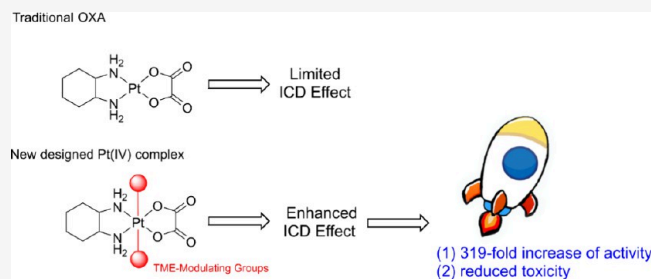 Traditional OXA
H2
N
Pt
N
H2
O
O
O
O
Limited
ICD Effect
New designed Pt(IV) complex
H2
N
Pt
N
H2
O
O
O
O
TME-Modulating Groups
Enhanced
ICD Effect
(1) 319-fold increase of activity
(2) reduced toxicity